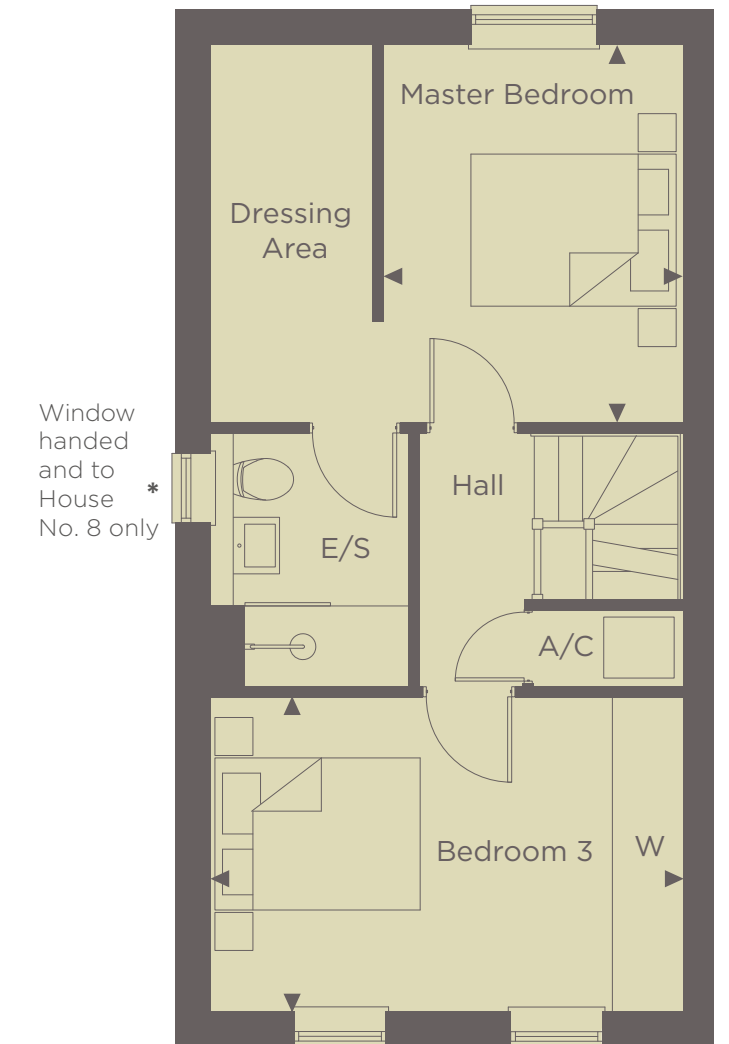 Master Bedroom
Dressing
Area
Window
handed
and to
House
No. 8 only
*
Hall
E/S
A/C
Bedroom 3
W